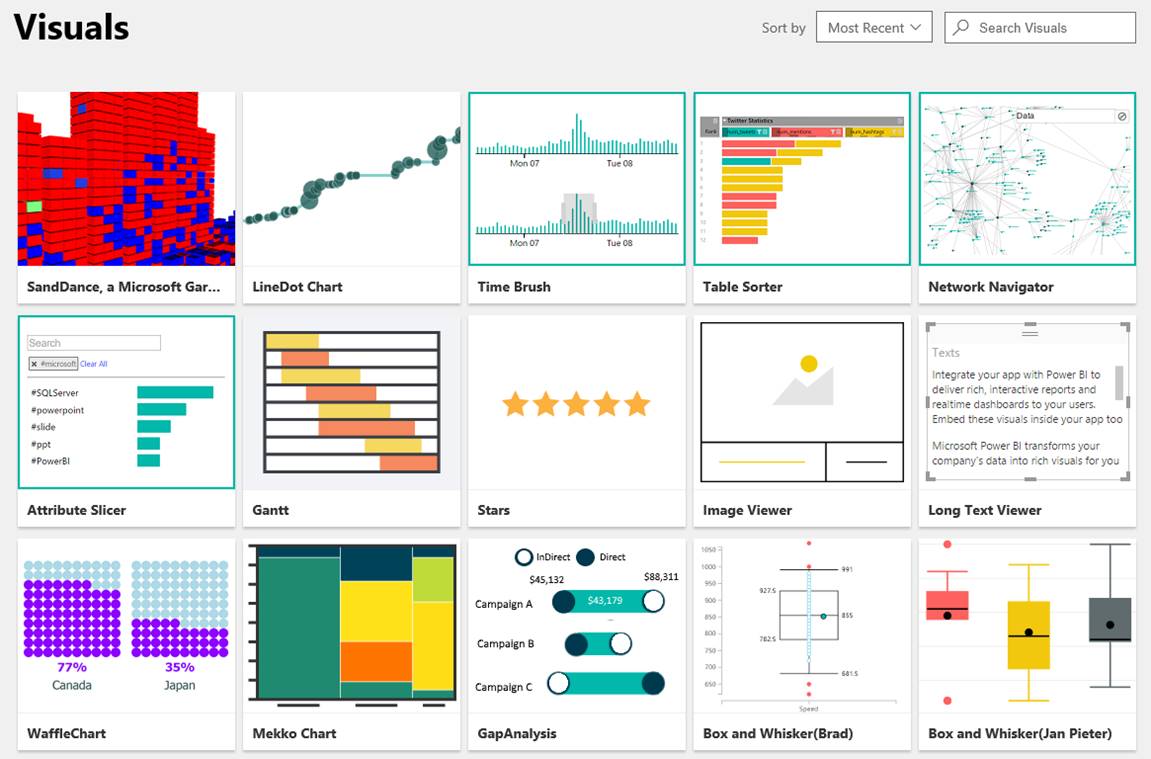 Visuals
Sort by
Most Recent
Search Visuals
Mon 07 Tue 08
Mon 07 Tue 08
Twitter Statistics
Rank num_tweets num_mentions num_hashtags
1
2
3
4
5
6
7
8
9
10
11
12
Data
SandDance, a Microsoft Gar...
LineDot Chart
Time Brush
Table Sorter
Network Navigator
Search
#microsoft Clear All
#SQLServer
#powerpoint
#slide
#ppt
#PowerBI
Texts
Integrate your app with Power BI to
deliver rich, interactive reports and
realtime dashboards to your users.
Embed these visuals inside your app too
Microsoft Power BI transforms your
company's data into rich visuals for you
Attribute Slicer
Gantt
Stars
Image Viewer
Long Text Viewer
77%
Canada
35%
Japan
InDirect Direct
$45,132
$88,311
Campaign A
$43,179
Campaign B
Campaign C
1050
1000
950
900
850
800
750
700
650
991
927.5
855
782.5
681.5
Speed
WaffleChart
Mekko Chart
GapAnalysis
Box and Whisker(Brad)
Box and Whisker(Jan Pieter)